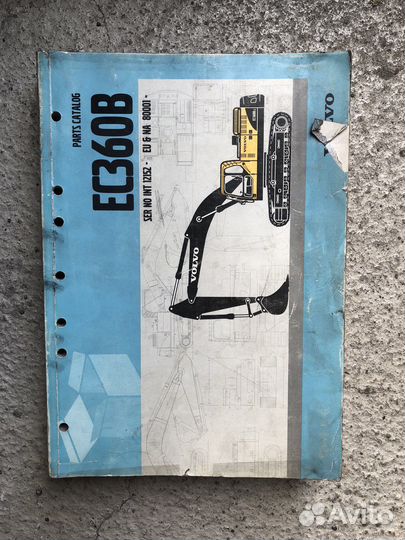 PARTS CATALOG
EC360B
SER NO INT 12152 - EU & NA 80001 -
VOLVO
VOLVO
Avito